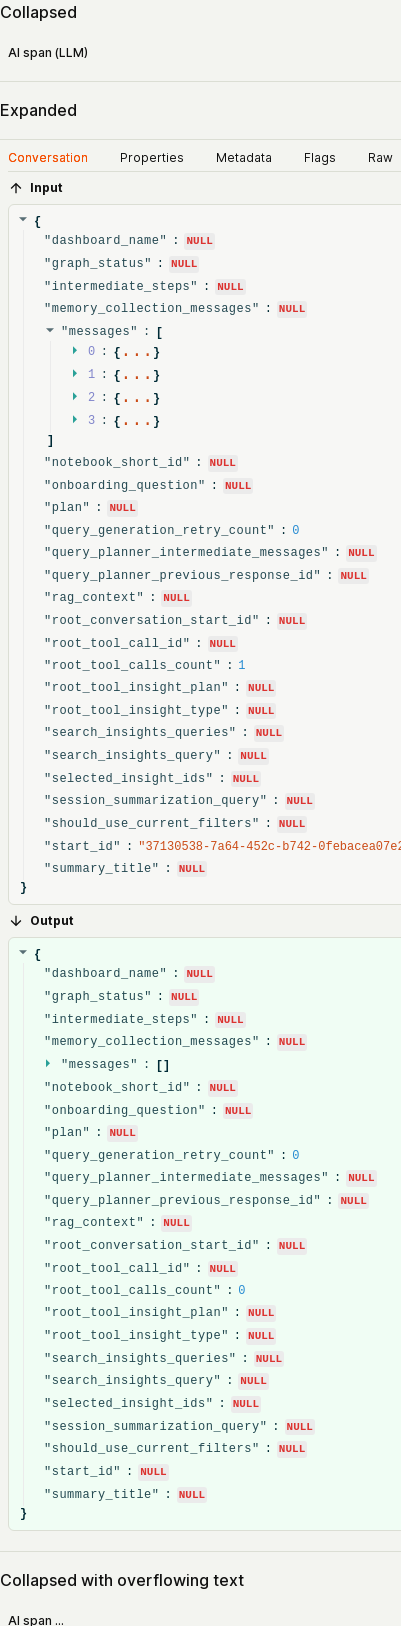 Collapsed
AI span (LLM)
Expanded
Conversation Properties Metadata Flags Raw
Input
{
"dashboard_name" : NULL
"graph_status" : NULL
"intermediate_steps" : NULL
"memory_collection_messages" : NULL
"messages" : [
0 : {...}
1 : {...}
2 : {...}
3 : {...}
]
"notebook_short_id" : NULL
"onboarding_question" : NULL
"plan" : NULL
"query_generation_retry_count" : 0
"query_planner_intermediate_messages" : NULL
"query_planner_previous_response_id" : NULL
"rag_context" : NULL
"root_conversation_start_id" : NULL
"root_tool_call_id" : NULL
"root_tool_calls_count" : 1
"root_tool_insight_plan" : NULL
"root_tool_insight_type" : NULL
"search_insights_queries" : NULL
"search_insights_query" : NULL
"selected_insight_ids" : NULL
"session_summarization_query" : NULL
"should_use_current_filters" : NULL
"start_id" : "37130538-7a64-452c-b742-0febacea07e2
"summary_title" : NULL
}
Output
{
"dashboard_name" : NULL
"graph_status" : NULL
"intermediate_steps" : NULL
"memory_collection_messages" : NULL
"messages" : []
"notebook_short_id" : NULL
"onboarding_question" : NULL
"plan" : NULL
"query_generation_retry_count" : 0
"query_planner_intermediate_messages" : NULL
"query_planner_previous_response_id" : NULL
"rag_context" : NULL
"root_conversation_start_id" : NULL
"root_tool_call_id" : NULL
"root_tool_calls_count" : 0
"root_tool_insight_plan" : NULL
"root_tool_insight_type" : NULL
"search_insights_queries" : NULL
"search_insights_query" : NULL
"selected_insight_ids" : NULL
"session_summarization_query" : NULL
"should_use_current_filters" : NULL
"start_id" : NULL
"summary_title" : NULL
}
Collapsed with overflowing text
AI span ...